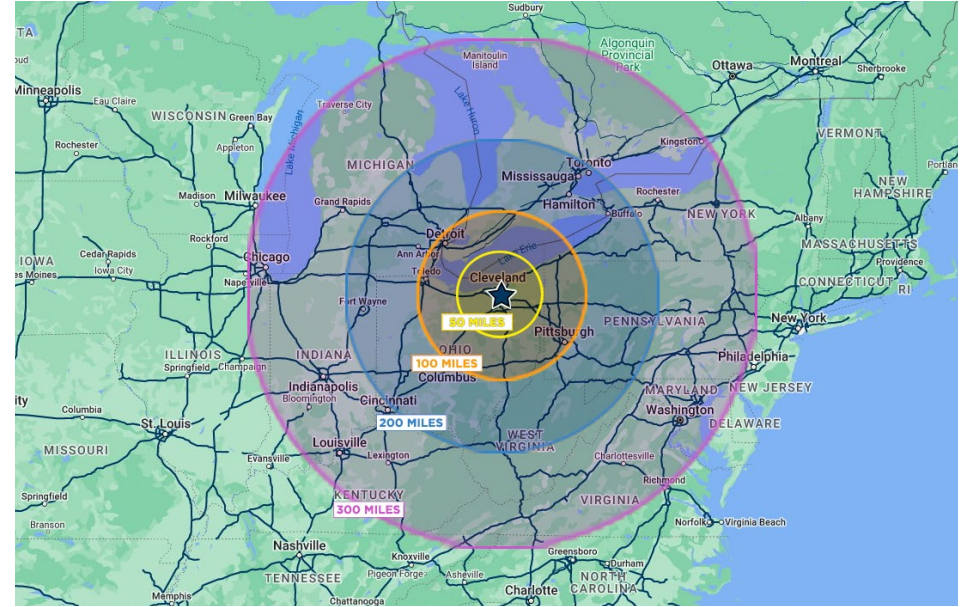 Sudbury
TA
oud
Algonquin
Provincial
Park
Manitoulin
Island
Ottawa
Montreal
Sherbrooke
Minneapolis
Eau Claire
WISCONSIN
Green Bay
Traverse City
Lake Huron
Lake Michigan
Appleton
Rochester
Kingston
VERMONT
MICHIGAN
Toronto
Mississauga
Portlan
Madison
Milwaukee
Grand Rapids
Hamilton
Rochester
Buffalo
NEW YORK
NEW
HAMPSHIRE
Albany
Rockford
Detroit
Ann Arbor
Lake Erie
MASSACHUSETTS
IOWA
Cedar Rapids
Iowa City
es Moines
Chicago
Naperville
Toledo
Cleveland
Providence
CONNECTICUT
RI
Fort Wayne
50 MILES
Pittsburgh
PENNSYLVANIA
New York
ILLINOIS
Springfield
Champaign
INDIANA
OHIO
100 MILES
Columbus
Philadelphia
NEW JERSEY
Indianapolis
Bloomington
MARYLAND
Cincinnati
Washington
ity
Columbia
St. Louis
200 MILES
DELAWARE
MISSOURI
Evansville
Louisville
Lexington
WEST
VIRGINIA
Charlottesville
Richmond
Springfield
KENTUCKY
300 MILES
VIRGINIA
Branson
Norfolk
Virginia Beach
Nashville
TENNESSEE
Knoxville
Pigeon Forge
Asheville
Greensboro
Durham
NORTH
CAROLINA
Memphis
Chattanooga
Charlotte